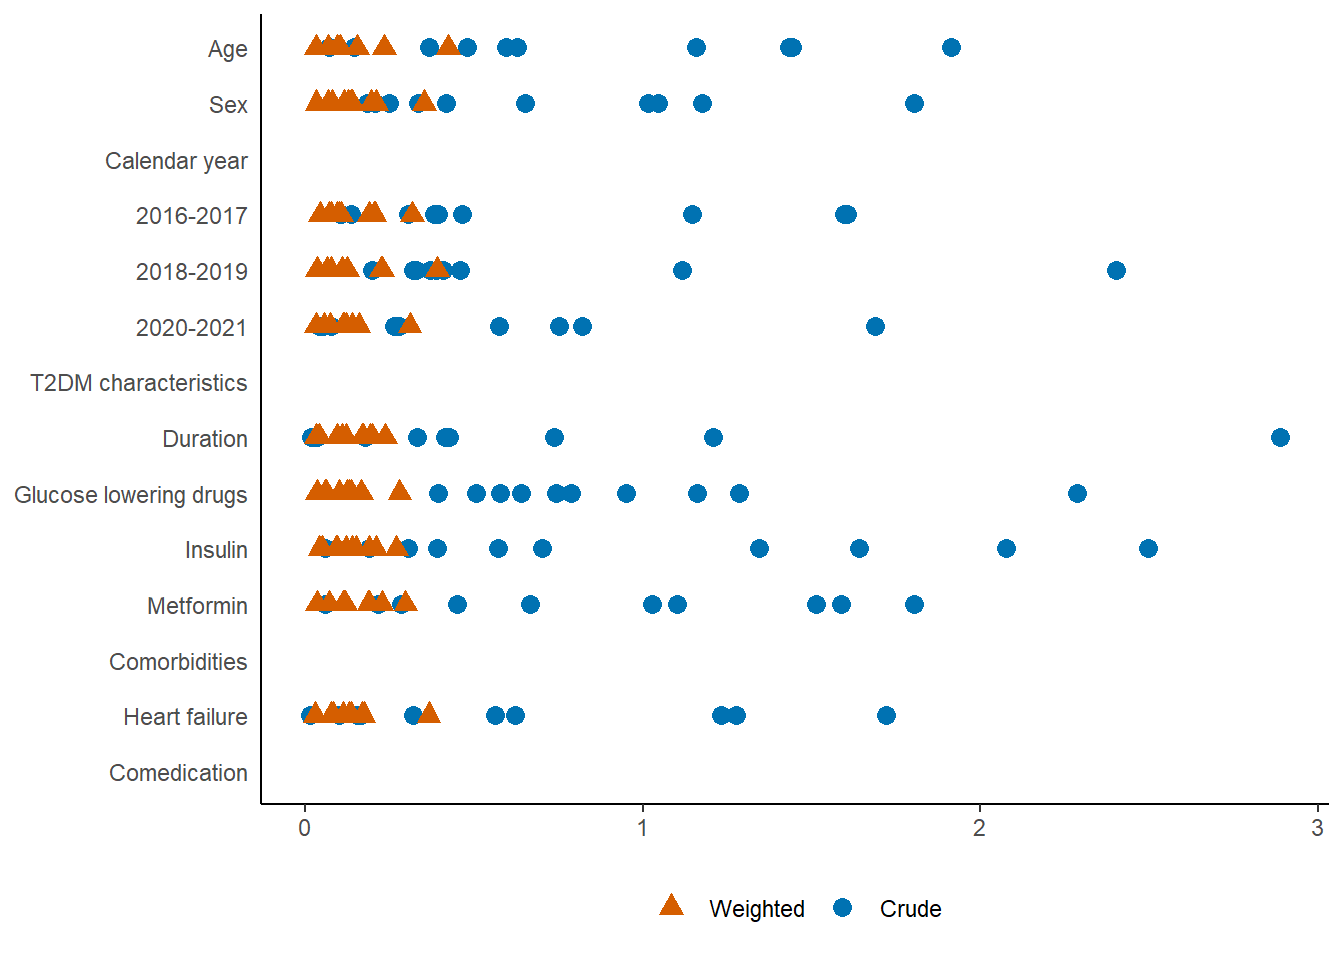 Age
Sex
Calendar year
2016-2017
2018-2019
2020-2021
T2DM characteristics
Duration
Glucose lowering drugs
Insulin
Metformin
Comorbidities
Heart failure
Comedication
0 1 2 3
Weighted Crude